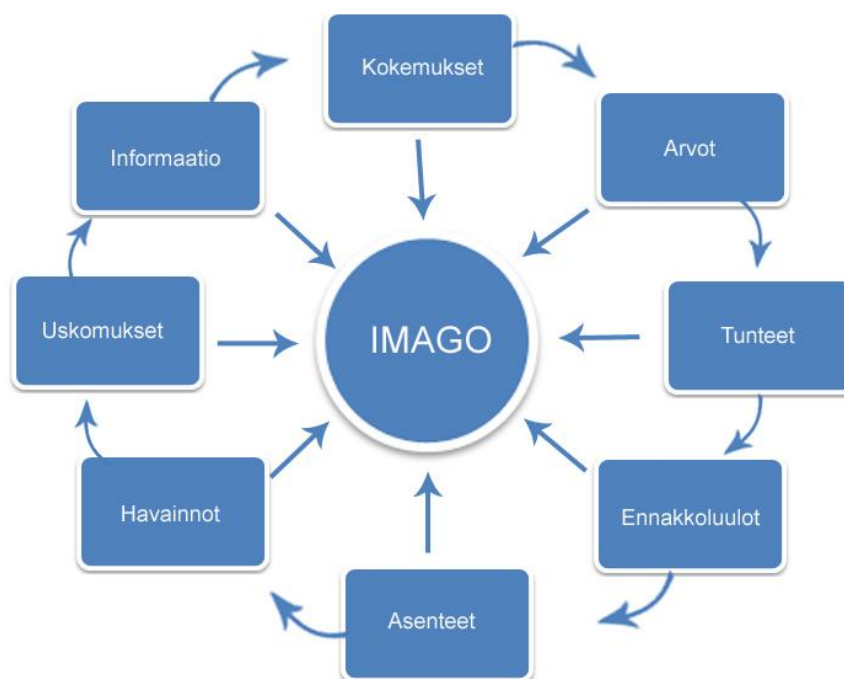 Kokemukset
Arvot
Tunteet
Ennakkoluulot
Asenteet
Havainnot
Uskomukset
Informaatio
IMAGO